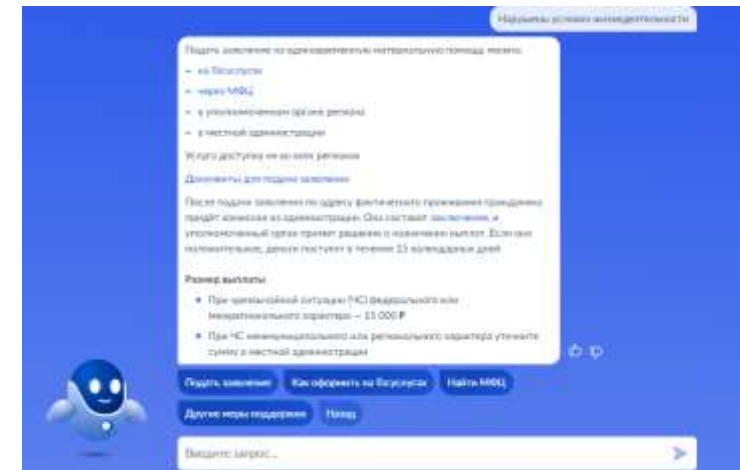 Нарушены условия жизнедеятельности
Подать заявление на единовременную материальную помощь можно:
– на Госуслугах
– через МФЦ
– в уполномоченном органе региона
– в местной администрации
Услуга доступна не во всех регионах
Документы для подачи заявления
После подачи заявления по адресу фактического проживания гражданина
придёт комиссия из администрации. Она составит заключение, и
уполномоченный орган примет решение о назначении выплат. Если оно
положительное, деньги поступят в течение 15 календарных дней
Размер выплаты
• При чрезвычайной ситуации (ЧС) федерального или
межрегионального характера — 15 000 ₽
• При ЧС межмуниципального или регионального характера уточните
сумму в местной администрации
Подать заявление Как оформить на Госуслугах Найти МФЦ
Другие меры поддержки Назад
Введите запрос...